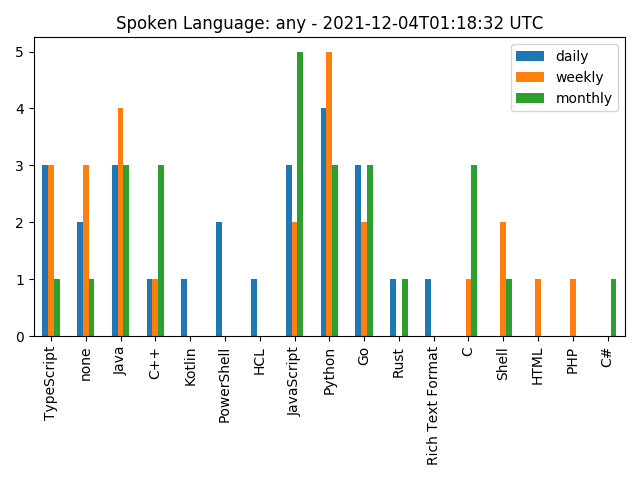 Spoken Language: any - 2021-12-04T01:18:32 UTC
daily
weekly
monthly
5
4
3
2
1
0
TypeScript
none
Java
C++
Kotlin
PowerShell
HCL
JavaScript
Python
Go
Rust
Rich Text Format
C
Shell
HTML
PHP
C#